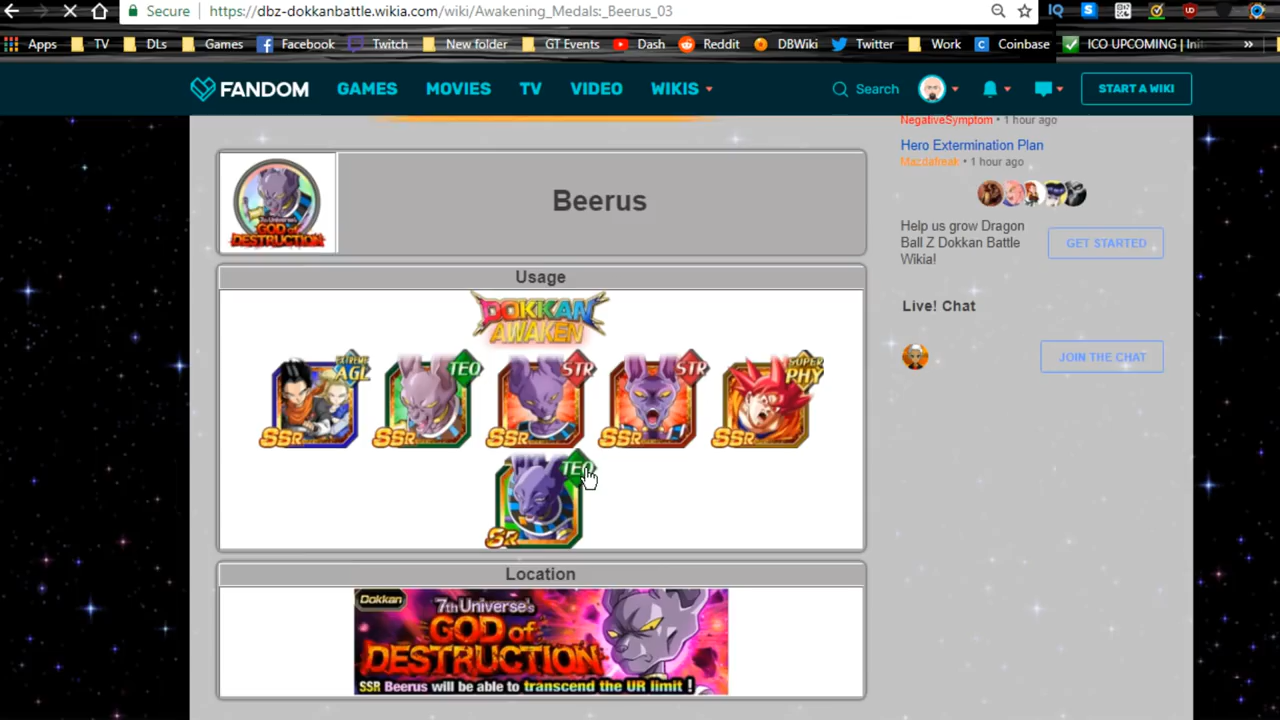 Secure https://dbz-dokkanbattle.wikia.com/wiki/Awakening_Medals:_Beerus_03
Apps TV DLs Games Facebook Twitch New folder GT Events Dash Reddit DBWiki Twitter Work Coinbase ICO UPCOMING | Ini »
FANDOM GAMES MOVIES TV VIDEO WIKIS Search START A WIKI
NegativeSymptom • 1 hour ago
Hero Extermination Plan
Mazdafreak • 1 hour ago
Help us grow Dragon
Ball Z Dokkan Battle
Wikia!
GET STARTED
Live! Chat
JOIN THE CHAT
7th Universe's
GOD of
DESTRUCTION
Beerus
Usage
DOKKAN
AWAKEN
EXTREME AGL TEQ STR STR SUPER PHY
SSR SSR SSR SSR SSR
TEQ
SR
Location
Dokkan
7th Universe's
GOD of
DESTRUCTION
SSR Beerus will be able to transcend the UR limit!